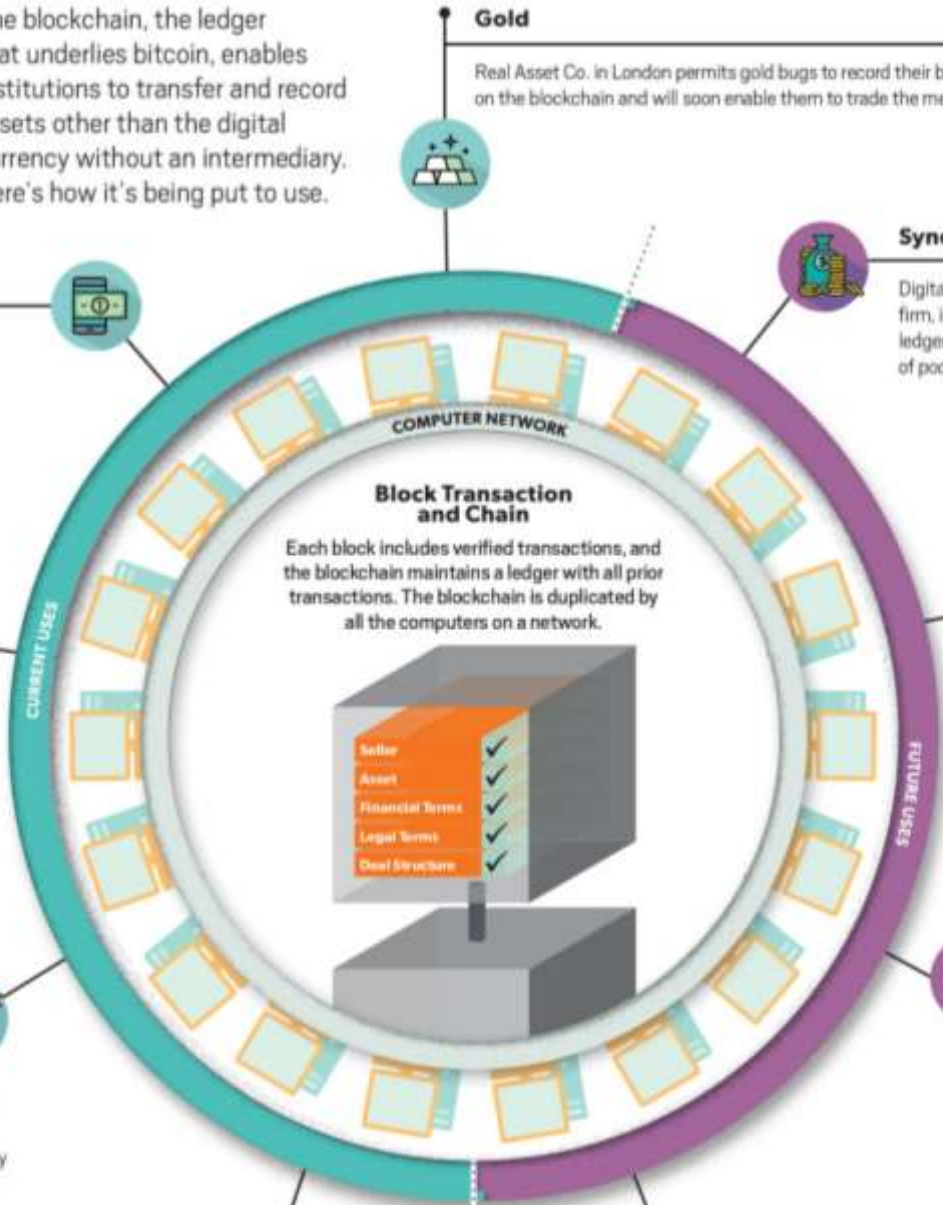 he blockchain, the ledger
at underlies bitcoin, enables
stitutions to transfer and record
sets other than the digital
rrency without an intermediary.
ere's how it's being put to use.
Gold
Real Asset Co. in London permits gold bugs to record their b
on the blockchain and will soon enable them to trade the me
Sync
Digita
firm, i
ledge
of poo
COMPUTER NETWORK
Block Transaction
and Chain
Each block includes verified transactions, and
the blockchain maintains a ledger with all prior
transactions. The blockchain is duplicated by
all the computers on a network.
CURRENT USES
Seller
Asset
Financial Terms
Legal Terms
Deal Structure
FUTURE USES
y